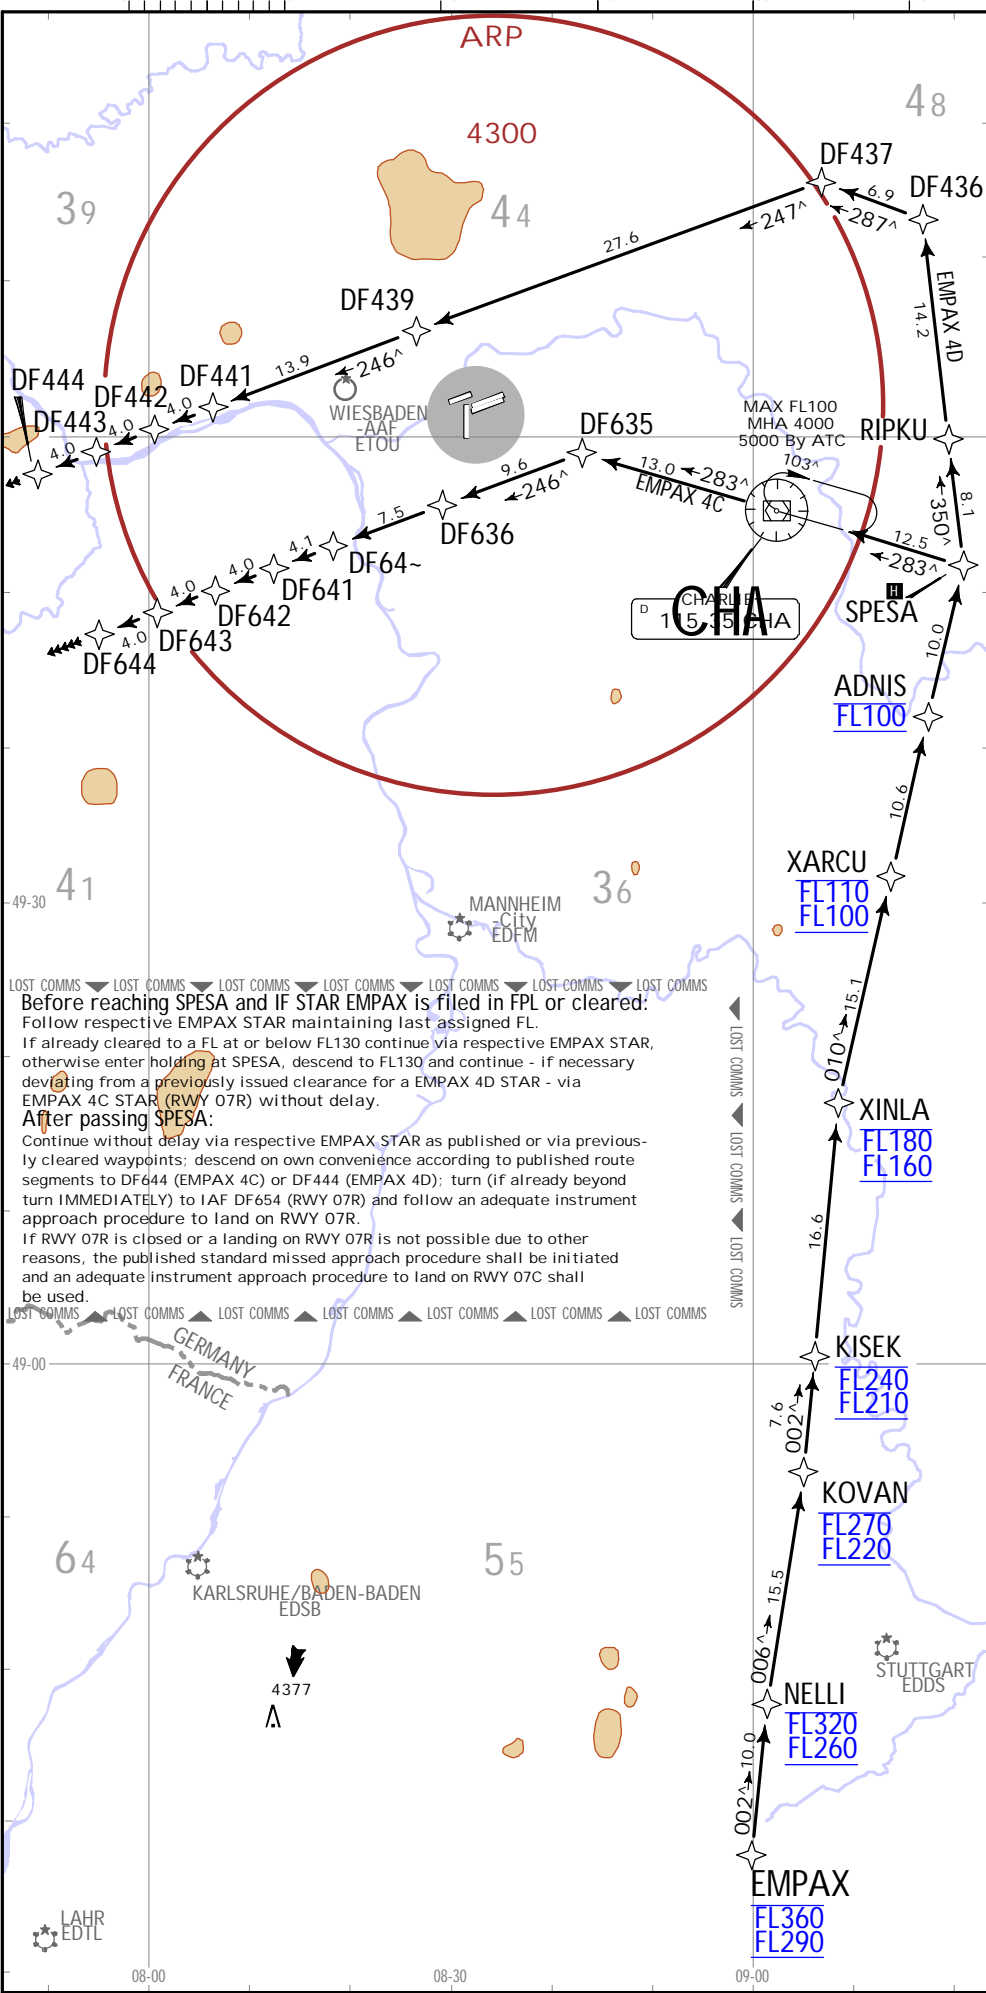 ARP
4300
48
DF437
DF436
6.9
287^
247^
39
44
27.6
EMPAX 4D
14.2
DF439
13.9
246^
DF444
DF442
DF441
DF443
4.0
4.0
4.0
WIESBADEN
-AAF
ETOU
MAX FL100
MHA 4000
5000 By ATC
RIPKU
DF635
103^
9.6
246^
13.0
283^
EMPAX 4C
8.1
350^
7.5
DF636
12.5
283^
4.1
DF64~
4.0
DF641
4.0
DF642
DF643
4.0
DF644
CHARLIE
D
115.35 CHA
CHA
H
SPESA
10.0
ADNIS
FL100
10.6
XARCU
FL110
FL100
41
36
49-30
MANNHEIM
-City
EDFM
15.1
010^
LOST COMMS LOST COMMS LOST COMMS LOST COMMS LOST COMMS LOST COMMS LOST COMMS
Before reaching SPESA and IF STAR EMPAX is filed in FPL or cleared:
Follow respective EMPAX STAR maintaining last assigned FL.
If already cleared to a FL at or below FL130 continue via respective EMPAX STAR,
otherwise enter holding at SPESA, descend to FL130 and continue - if necessary
deviating from a previously issued clearance for a EMPAX 4D STAR - via
EMPAX 4C STAR (RWY 07R) without delay.
After passing SPESA:
Continue without delay via respective EMPAX STAR as published or via previous-
ly cleared waypoints; descend on own convenience according to published route
segments to DF644 (EMPAX 4C) or DF444 (EMPAX 4D); turn (if already beyond
turn IMMEDIATELY) to IAF DF654 (RWY 07R) and follow an adequate instrument
approach procedure to land on RWY 07R.
If RWY 07R is closed or a landing on RWY 07R is not possible due to other
reasons, the published standard missed approach procedure shall be initiated
and an adequate instrument approach procedure to land on RWY 07C shall
be used.
LOST COMMS LOST COMMS LOST COMMS LOST COMMS LOST COMMS LOST COMMS LOST COMMS
LOST COMMS LOST COMMS LOST COMMS
XINLA
FL180
FL160
16.6
GERMANY
FRANCE
49-00
KISEK
FL240
FL210
7.6
002^
KOVAN
FL270
FL220
64
55
KARLSRUHE/BADEN-BADEN
EDSB
15.5
006^
STUTTGART
EDDS
4377
NELLI
FL320
FL260
10.0
002^
EMPAX
FL360
FL290
LAHR
EDTL
08-00
08-30
09-00